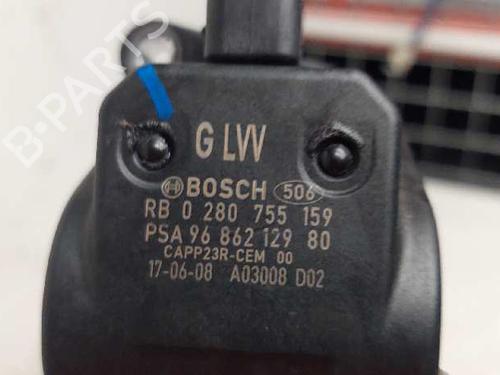 G LVV
BOSCH 506
RB 0 280 755 159
PSA 96 862 129 80
CAPP23R-CEM 00
17-06-08 A03008 D02
B-PARTS